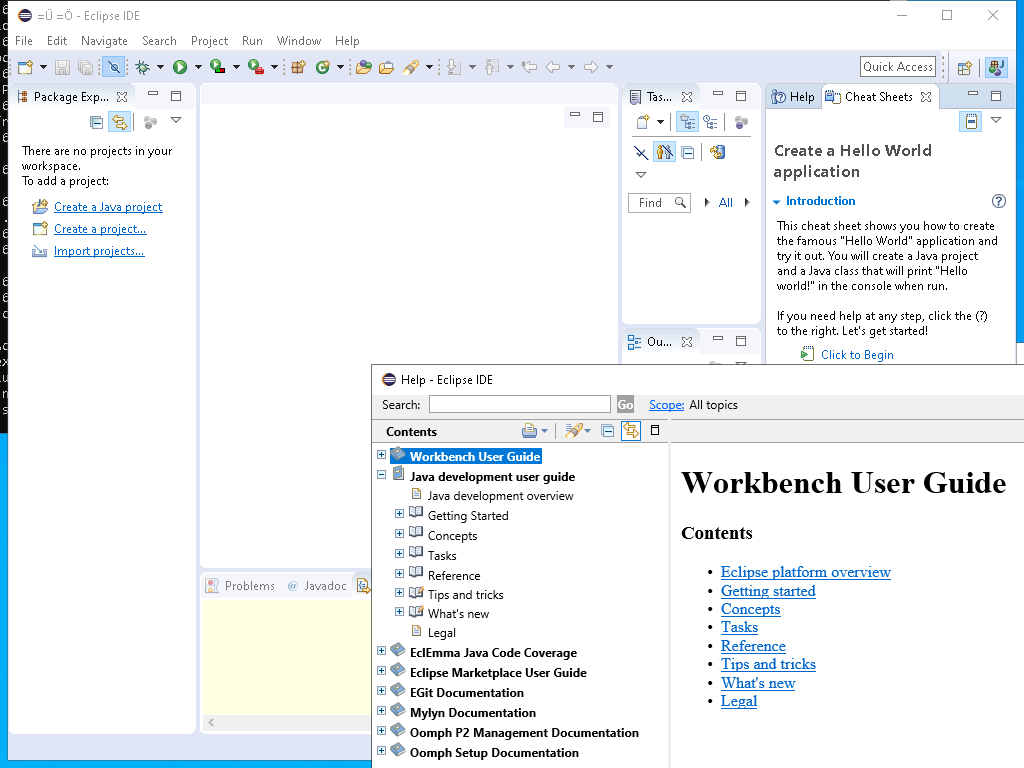 =Ü =Ö - Eclipse IDE
File Edit Navigate Search Project Run Window Help
Quick Access
Package Exp...
There are no projects in your
workspace.
To add a project:
Create a Java project
Create a project...
Import projects...
Tas...
Find
All
Ou...
Help
Cheat Sheets
Create a Hello World
application
Introduction
This cheat sheet shows you how to create
the famous "Hello World" application and
try it out. You will create a Java project
and a Java class that will print "Hello
world!" in the console when run.
If you need help at any step, click the (?)
to the right. Let's get started!
Click to Begin
Problems
@ Javadoc
Help - Eclipse IDE
Search:
Go
Scope: All topics
Contents
Workbench User Guide
Java development user guide
Java development overview
Getting Started
Concepts
Tasks
Reference
Tips and tricks
What's new
Legal
EclEmma Java Code Coverage
Eclipse Marketplace User Guide
EGit Documentation
Mylyn Documentation
Oomph P2 Management Documentation
Oomph Setup Documentation
Workbench User Guide
Contents
• Eclipse platform overview
• Getting started
• Concepts
• Tasks
• Reference
• Tips and tricks
• What's new
• Legal